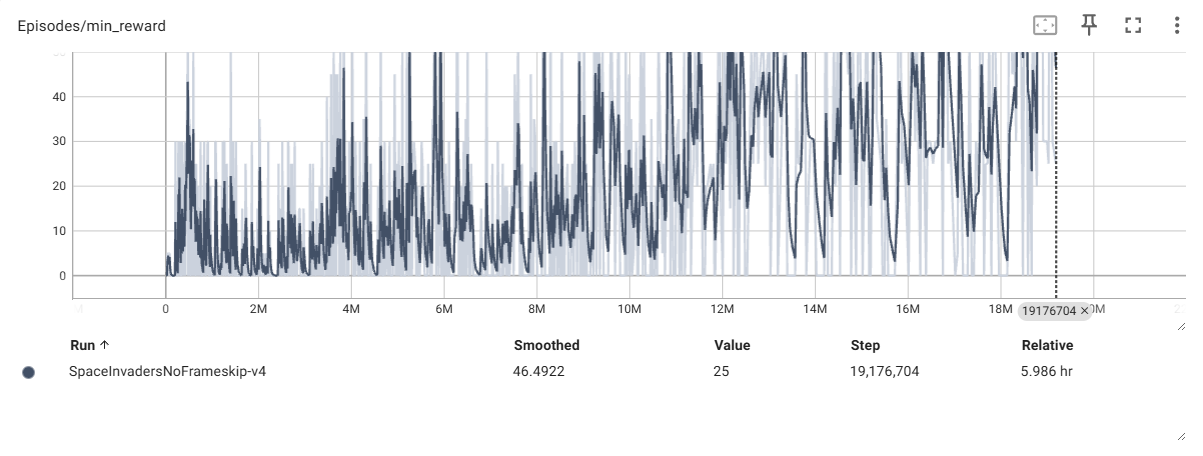 Episodes/min_reward
40
30
20
10
0
0 2M 4M 6M 8M 10M 12M 14M 16M 18M 19176704 × 0M
Run ↑ Smoothed Value Step Relative
SpaceInvadersNoFrameskip-v4 46.4922 25 19,176,704 5.986 hr